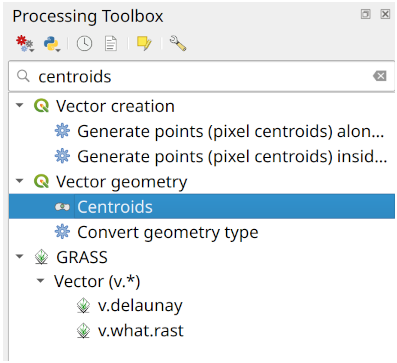 Processing Toolbox
centroids
Vector creation
Generate points (pixel centroids) alon...
Generate points (pixel centroids) insid...
Vector geometry
Centroids
Convert geometry type
GRASS
Vector (v.*)
v.delaunay
v.what.rast